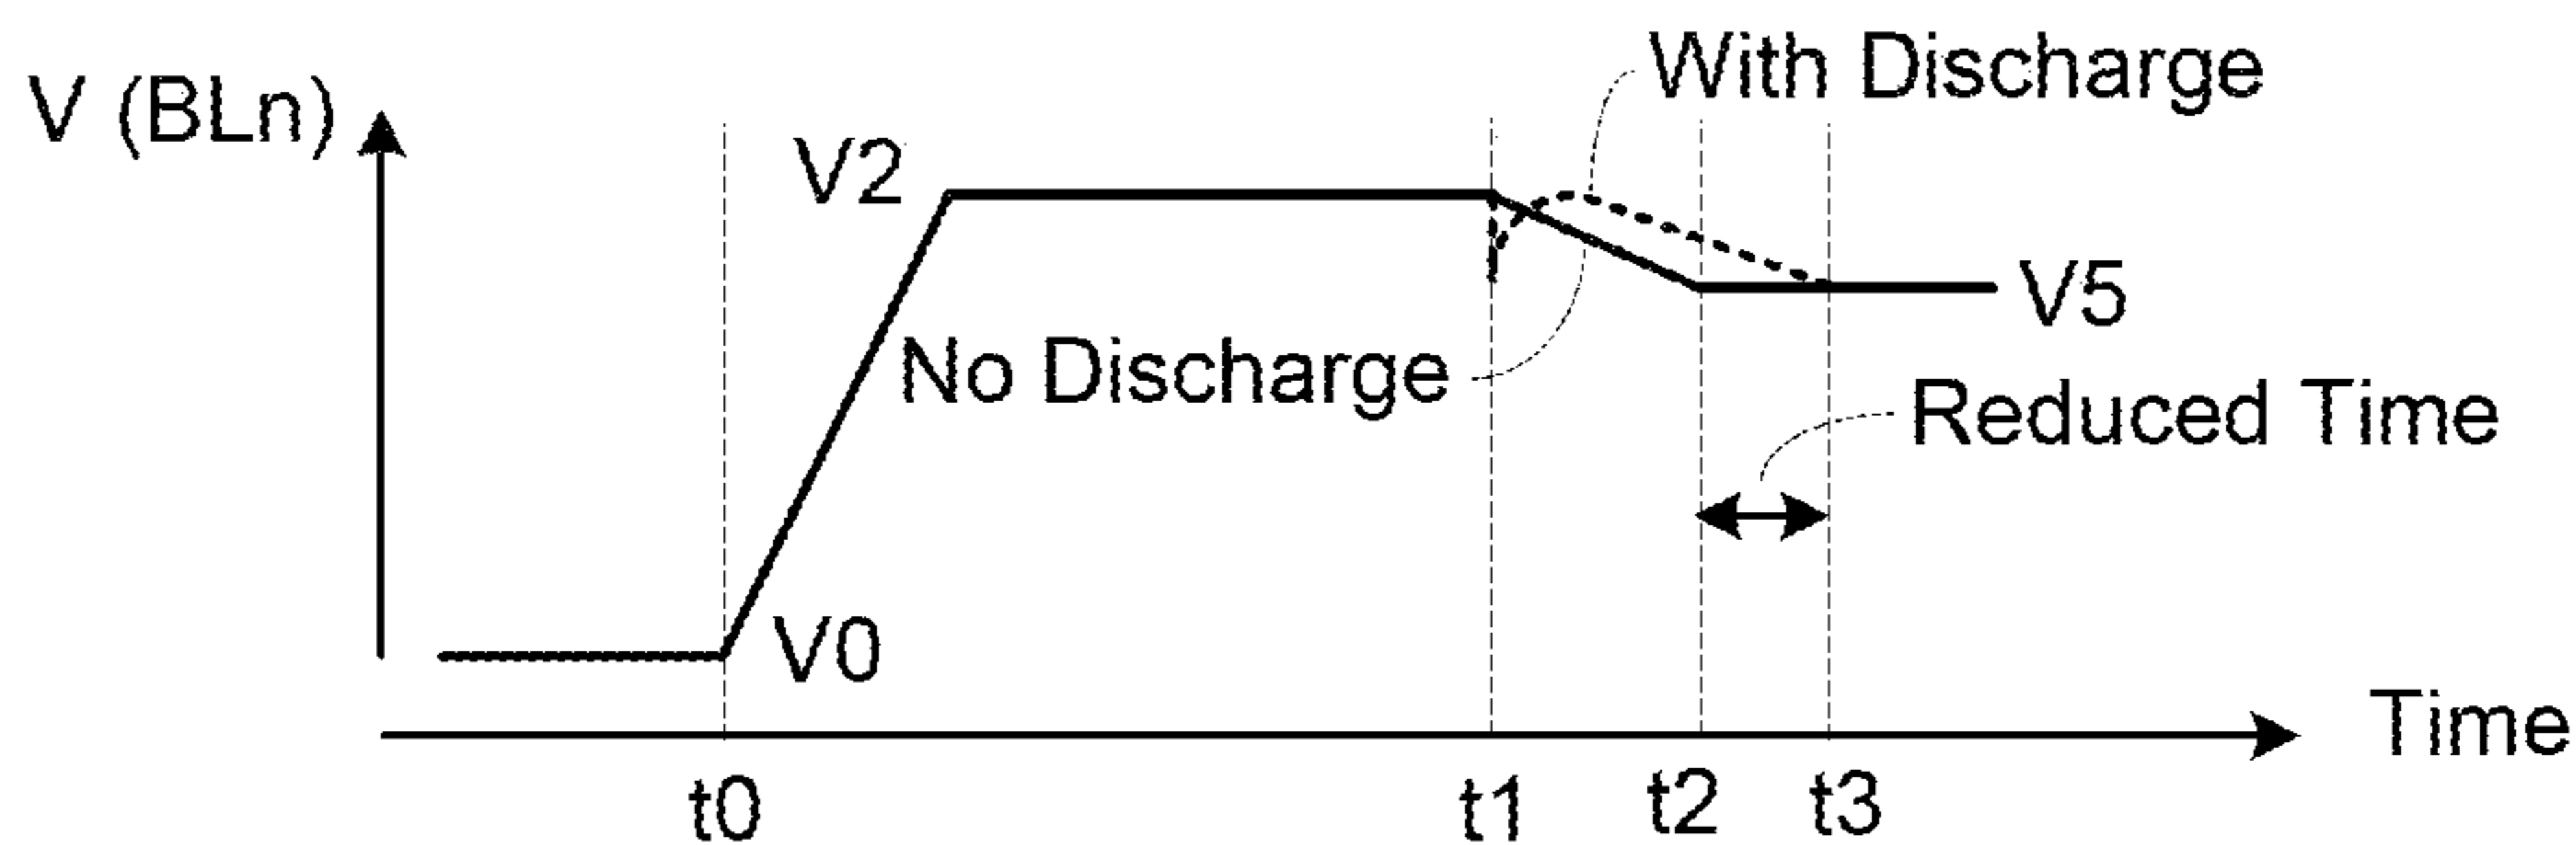 With Discharge
V (BLn)
V2
V5
No Discharge
Reduced Time
V0
Time
t0
t1
t2
t3